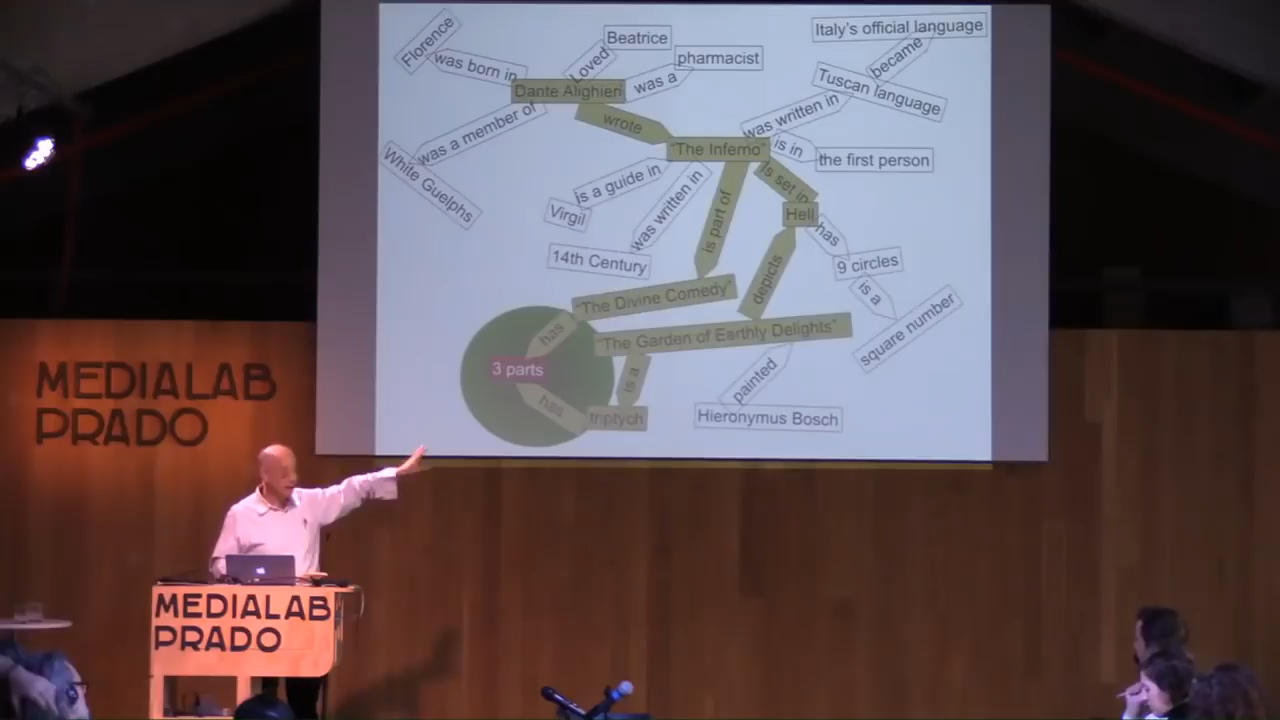 Florence
was born in
Loved
Beatrice
was a
pharmacist
Dante Alighieri
Italy's official language
became
Tuscan language
was written in
wrote
"The Inferno"
is in
the first person
was a member of
White Guelphs
is a guide in
Virgil
was written in
14th Century
is part of
is set in
Hell
has
9 circles
is a
square number
depicts
"The Divine Comedy"
"The Garden of Earthly Delights"
has
3 parts
has
is a
triptych
painted
Hieronymus Bosch
MEDIALAB
PRADO
MEDIALAB
PRADO